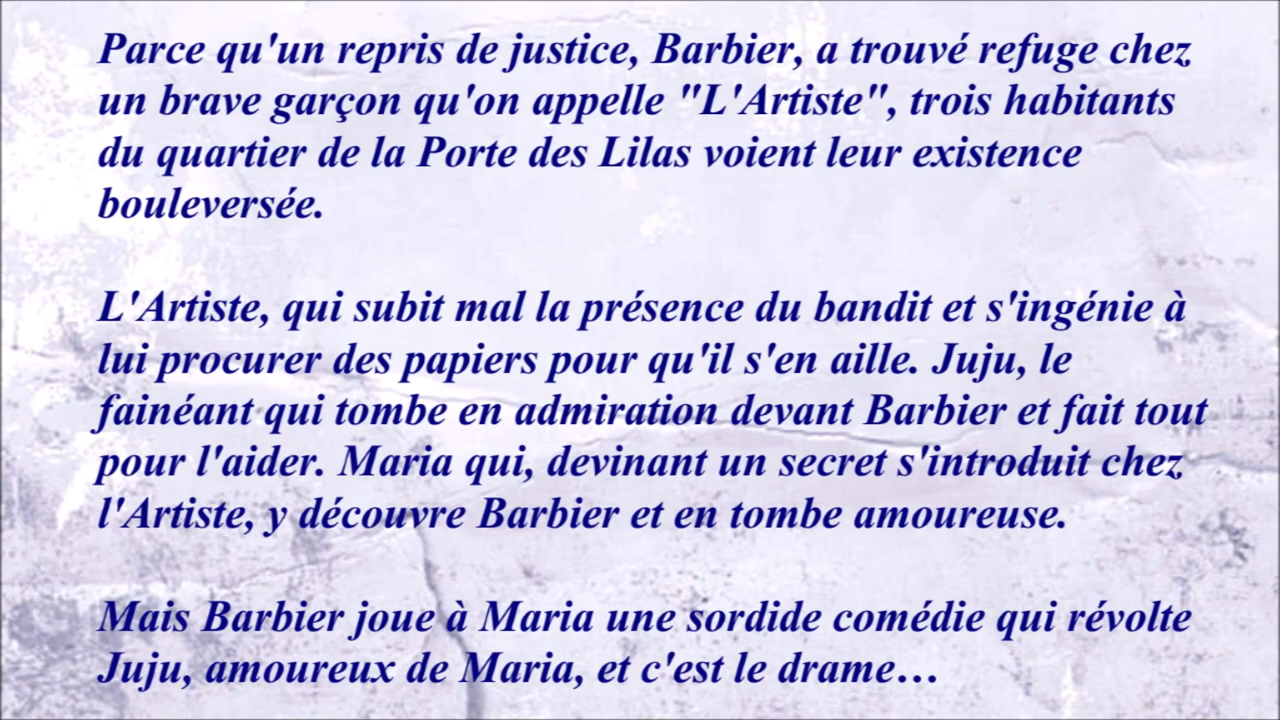 Parce qu'un repris de justice, Barbier, a trouvé refuge chez
un brave garçon qu'on appelle "L'Artiste", trois habitants
du quartier de la Porte des Lilas voient leur existence
bouleversée.
L'Artiste, qui subit mal la présence du bandit et s'ingénie à
lui procurer des papiers pour qu'il s'en aille. Juju, le
fainéant qui tombe en admiration devant Barbier et fait tout
pour l'aider. Maria qui, devinant un secret s'introduit chez
l'Artiste, y découvre Barbier et en tombe amoureuse.
Mais Barbier joue à Maria une sordide comédie qui révolte
Juju, amoureux de Maria, et c'est le drame…